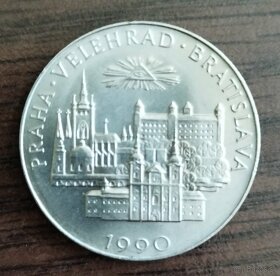 PRAHA · VELEHRAD · BRATISLAVA
1990